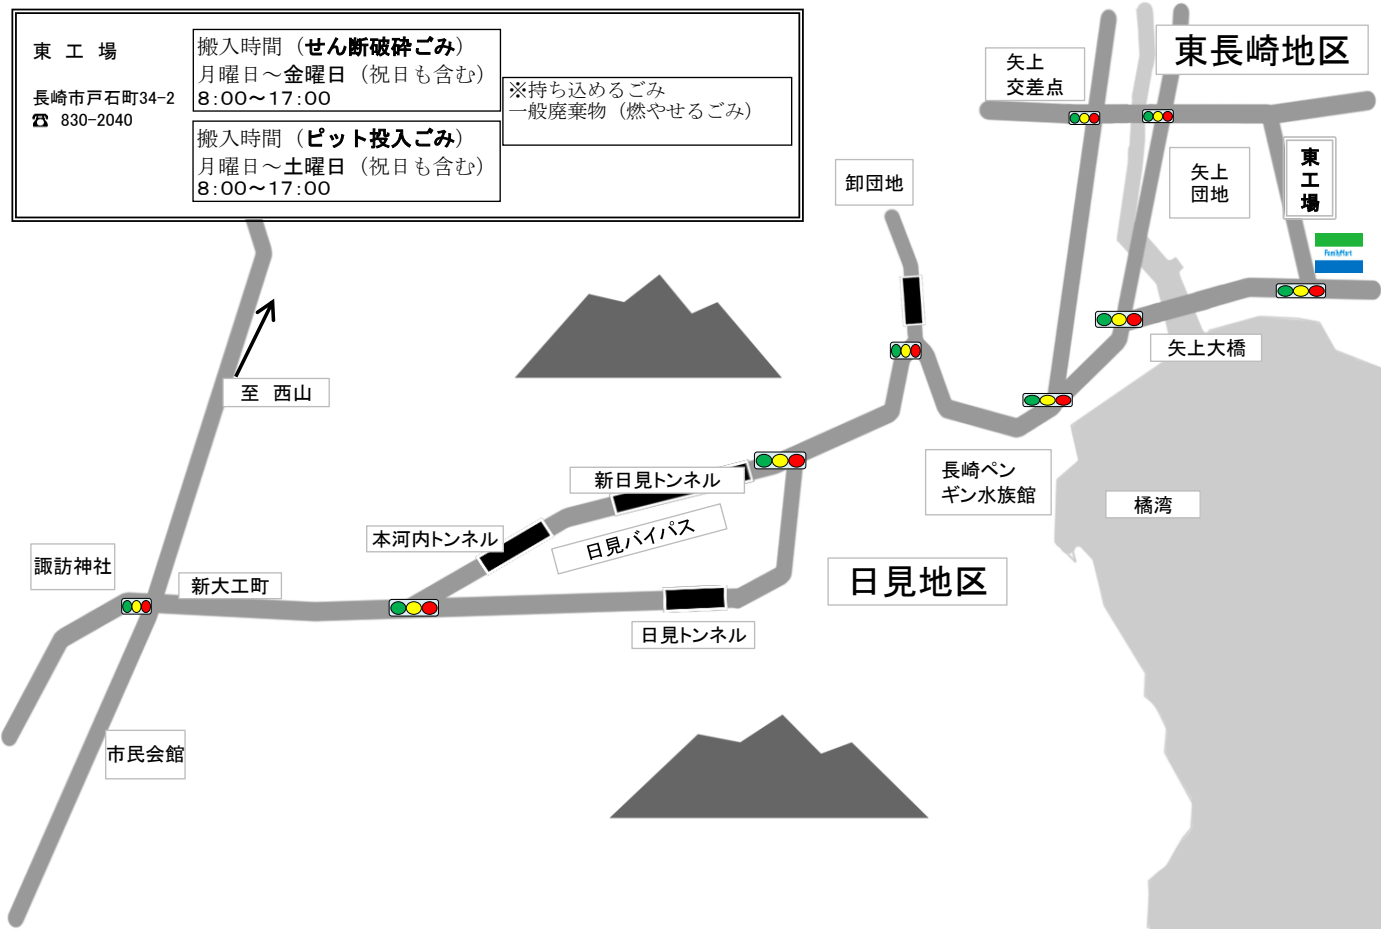 東 工 場
長崎市戸石町34-2
☎ 830-2040
搬入時間（せん断破砕ごみ）
月曜日～金曜日（祝日も含む）
8:00～17:00
搬入時間（ピット投入ごみ）
月曜日～土曜日（祝日も含む）
8:00～17:00
※持ち込めるごみ
一般廃棄物（燃やせるごみ）
東長崎地区
矢上
交差点
卸団地
矢上
団地
東工場
FamilyMart
矢上大橋
至 西山
新日見トンネル
長崎ペン
ギン水族館
橘湾
本河内トンネル
日見バイパス
諏訪神社
新大工町
日見地区
日見トンネル
市民会館